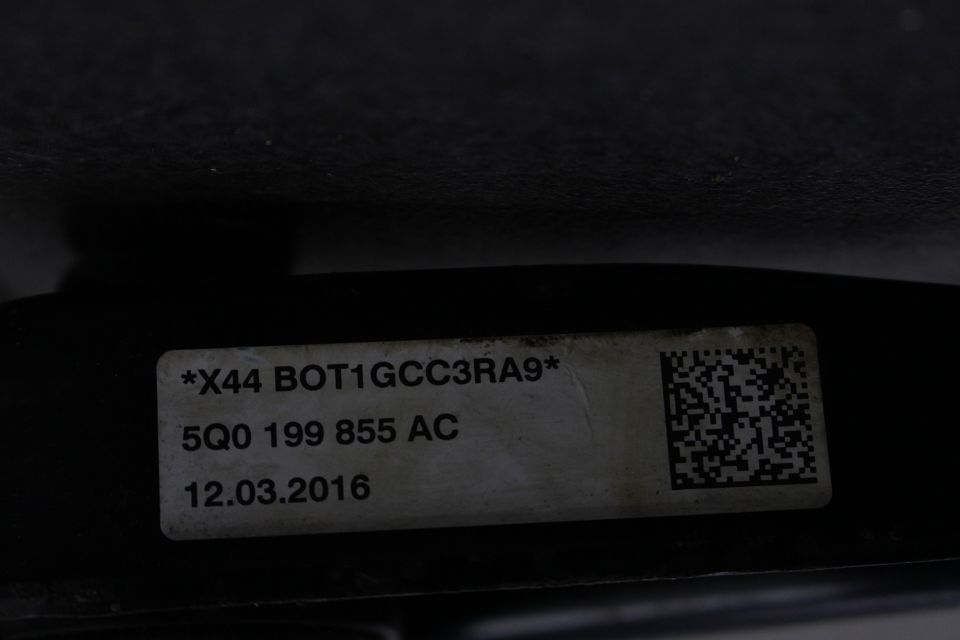 *X44 BOT1GCC3RA9*
5Q0 199 855 AC
12.03.2016